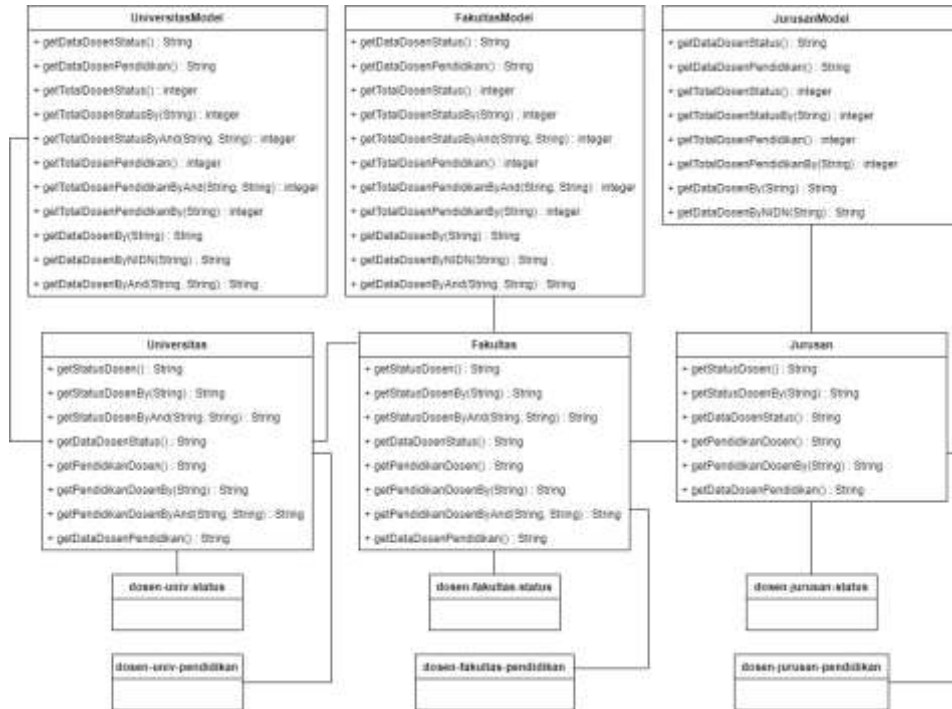 UniversitasModel
+ getDataDosenStatus() : String
+ getDataDosenPendidikan() : String
+ getTotalDosenStatus() : integer
+ getTotalDosenStatusBy(String) : integer
+ getTotalDosenStatusByAnd(String, String) : integer
+ getTotalDosenPendidikan() : integer
+ getTotalDosenPendidikanByAnd(String, String) : integer
+ getTotalDosenPendidikanBy(String) : integer
+ getDataDosenBy(String) : String
+ getDataDosenByNIDN(String) : String
+ getDataDosenByAnd(String, String) : String
FakultasModel
+ getDataDosenStatus() : String
+ getDataDosenPendidikan() : String
+ getTotalDosenStatus() : integer
+ getTotalDosenStatusBy(String) : integer
+ getTotalDosenStatusByAnd(String, String) : integer
+ getTotalDosenPendidikan() : integer
+ getTotalDosenPendidikanByAnd(String, String) : integer
+ getTotalDosenPendidikanBy(String) : integer
+ getDataDosenBy(String) : String
+ getDataDosenByNIDN(String) : String
+ getDataDosenByAnd(String, String) : String
JurusanModel
+ getDataDosenStatus() : String
+ getDataDosenPendidikan() : String
+ getTotalDosenStatus() : integer
+ getTotalDosenStatusBy(String) : integer
+ getTotalDosenPendidikan() : integer
+ getTotalDosenPendidikanBy(String) : integer
+ getDataDosenBy(String) : String
+ getDataDosenByNIDN(String) : String
Universitas
+ getStatusDosen() : String
+ getStatusDosenBy(String) : String
+ getStatusDosenByAnd(String, String) : String
+ getDataDosenStatus() : String
+ getPendidikanDosen() : String
+ getPendidikanDosenBy(String) : String
+ getPendidikanDosenByAnd(String, String) : String
+ getDataDosenPendidikan() : String
Fakultas
+ getStatusDosen() : String
+ getStatusDosenBy(String) : String
+ getStatusDosenByAnd(String, String) : String
+ getDataDosenStatus() : String
+ getPendidikanDosen() : String
+ getPendidikanDosenBy(String) : String
+ getPendidikanDosenByAnd(String, String) : String
+ getDataDosenPendidikan() : String
Jurusan
+ getStatusDosen() : String
+ getStatusDosenBy(String) : String
+ getDataDosenStatus() : String
+ getPendidikanDosen() : String
+ getPendidikanDosenBy(String) : String
+ getDataDosenPendidikan() : String
dosen-univ-status
dosen-fakultas-status
dosen-jurusan-status
dosen-univ-pendidikan
dosen-fakultas-pendidikan
dosen-jurusan-pendidikan